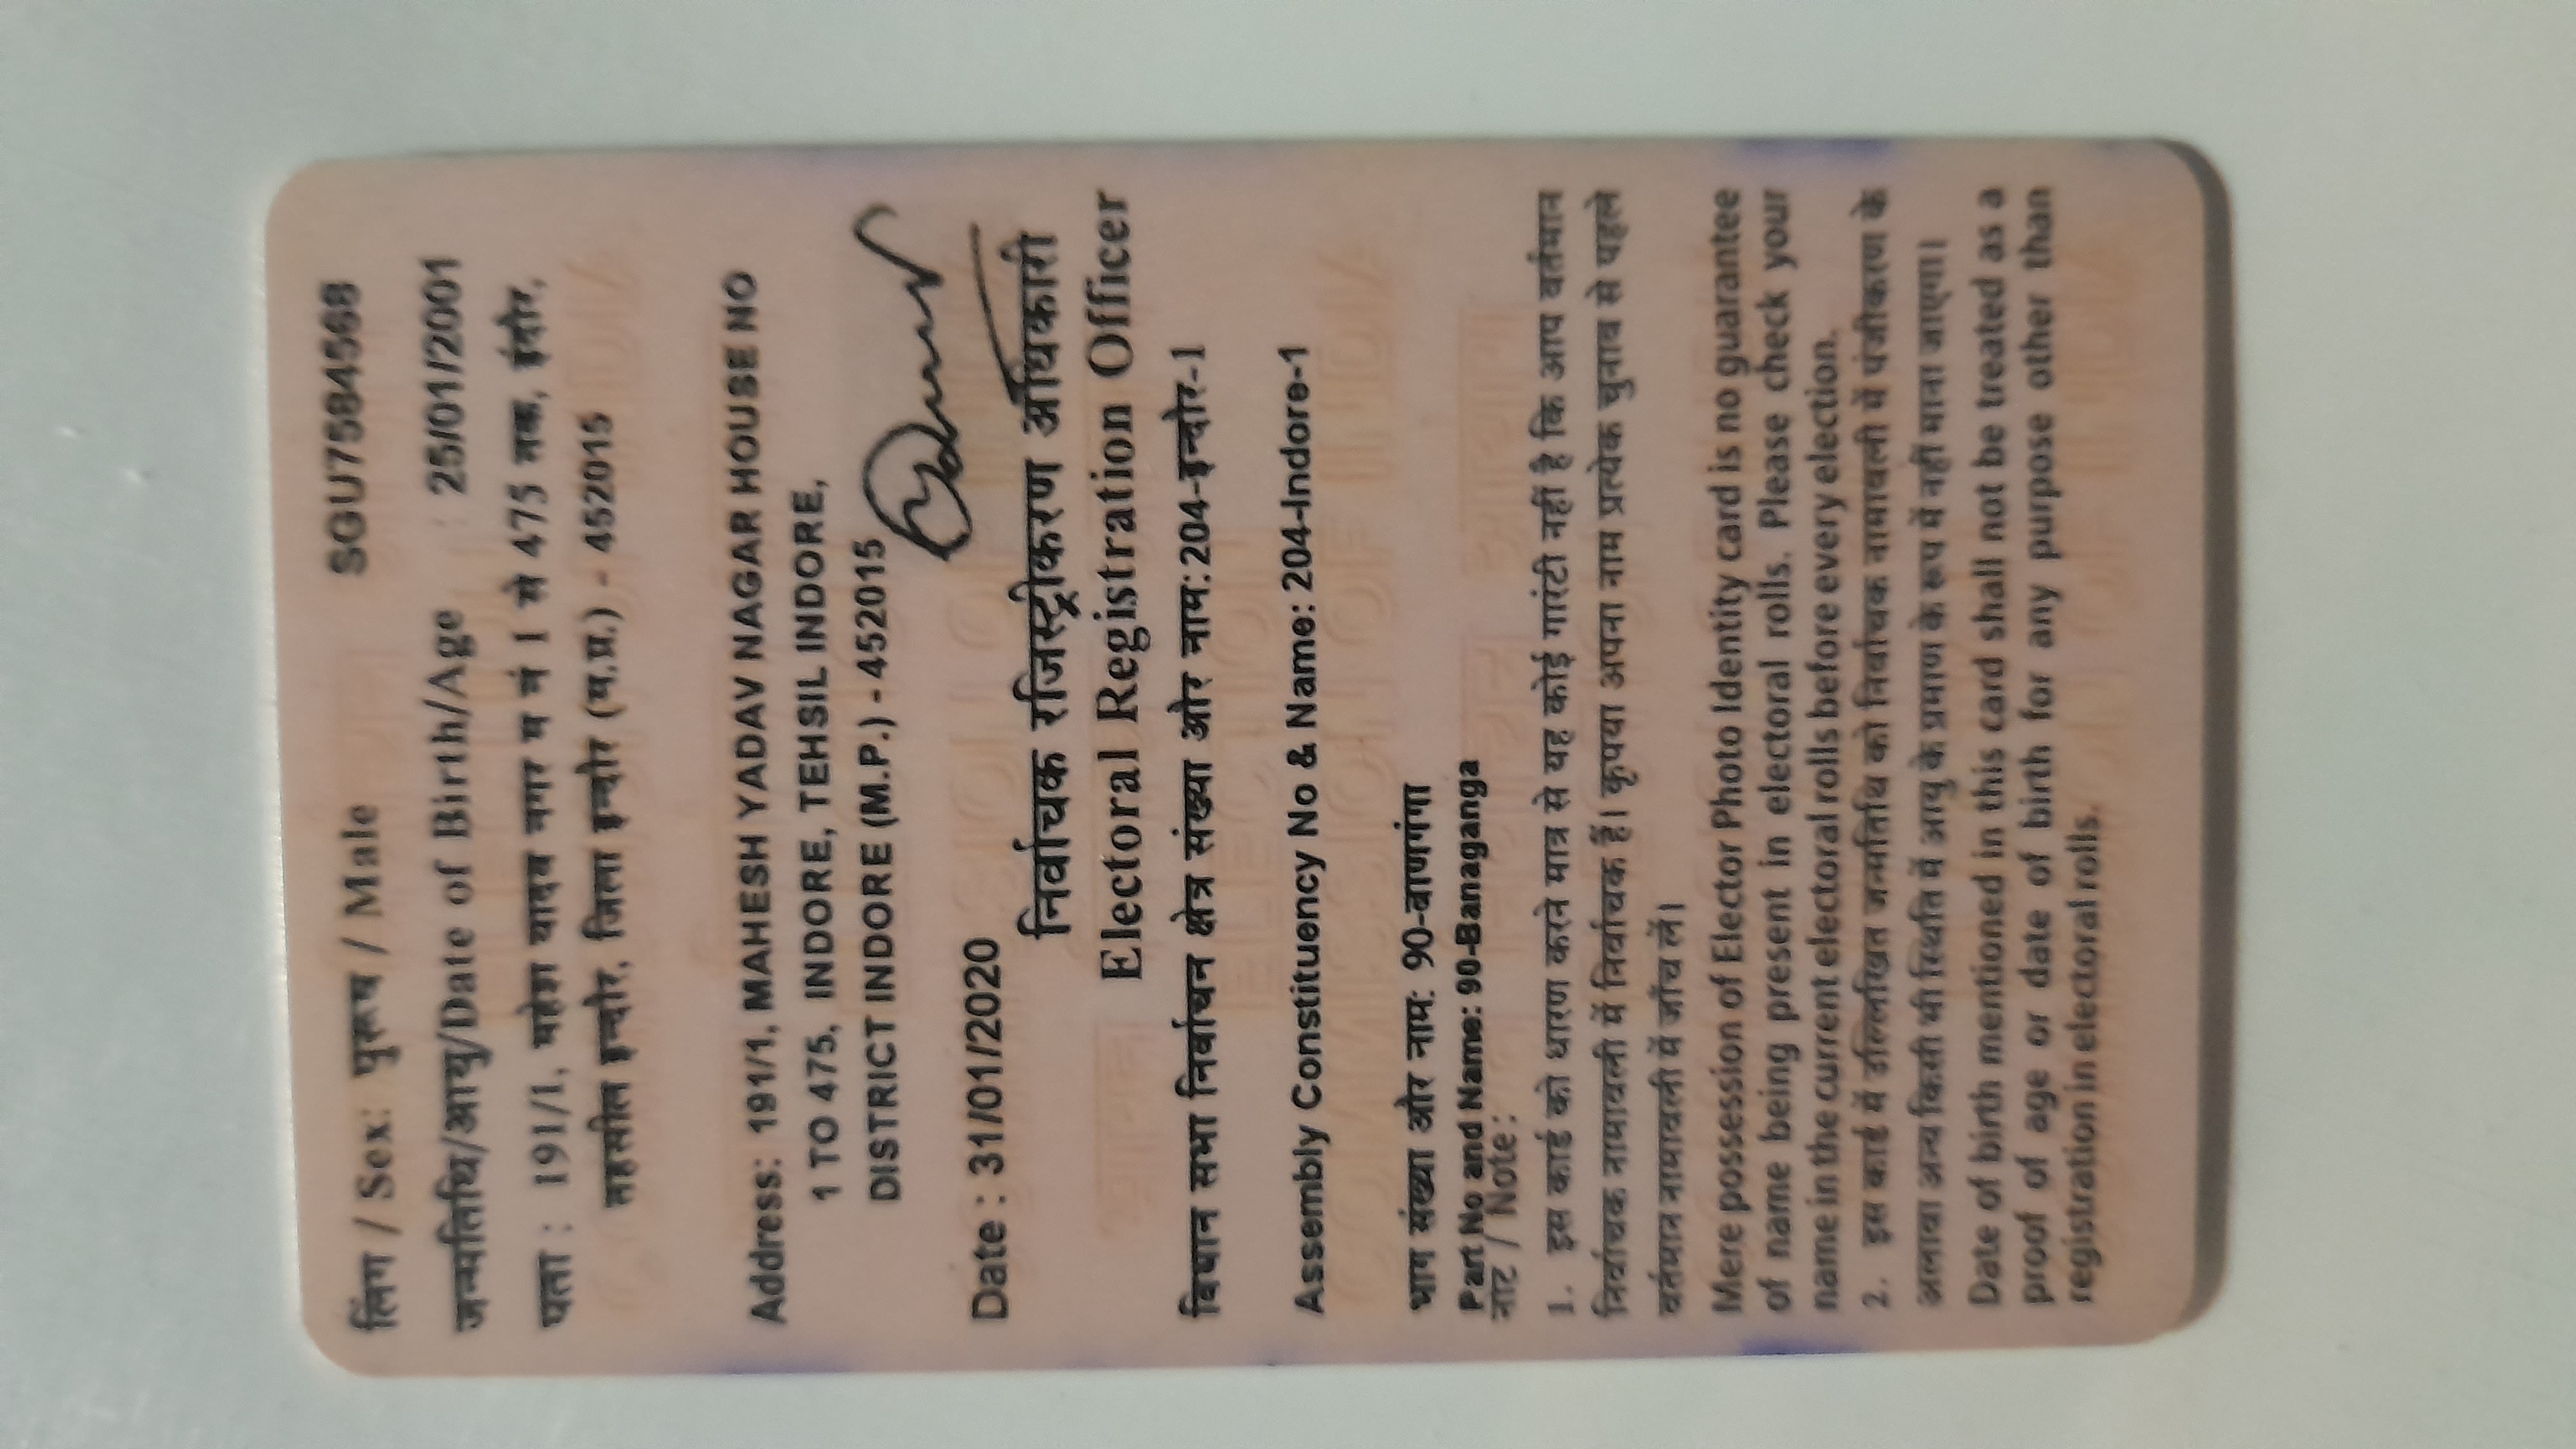 लिंग / Sex: पुरूष / Male SGU7584568
जन्मतिथि/आयु/Date of Birth/Age : 25/01/2001
पता : 191/1, महेश यादव नगर म नं 1 से 475 तक, इंदौर,
तहसील इन्दौर, जिला इन्दौर (म.प्र.) - 452015
Address: 191/1, MAHESH YADAV NAGAR HOUSE NO
1 TO 475, INDORE, TEHSIL INDORE,
DISTRICT INDORE (M.P.) - 452015
Date : 31/01/2020
निर्वाचक रजिस्ट्रीकरण अधिकारी
Electoral Registration Officer
विधान सभा निर्वाचन क्षेत्र संख्या और नाम: 204-इन्दौर-1
Assembly Constituency No & Name: 204-Indore-1
भाग संख्या और नाम: 90-बाणगंगा
Part No and Name: 90-Banaganga
नोट / Note :
1. इस कार्ड को धारण करने मात्र से यह कोई गारंटी नहीं है कि आप वर्तमान
निर्वाचक नामावली में निर्वाचक हैं। कृपया अपना नाम प्रत्येक चुनाव से पहले
वर्तमान नामावली में जाँच लें।
Mere possession of Elector Photo Identity card is no guarantee
of name being present in electoral rolls. Please check your
name in the current electoral rolls before every election.
2. इस कार्ड में उल्लिखित जन्मतिथि को निर्वाचक नामावली में पंजीकरण के
अलावा अन्य किसी भी स्थिति में आयु के प्रमाण के रूप में नहीं माना जाएगा।
Date of birth mentioned in this card shall not be treated as a
proof of age or date of birth for any purpose other than
registration in electoral rolls.